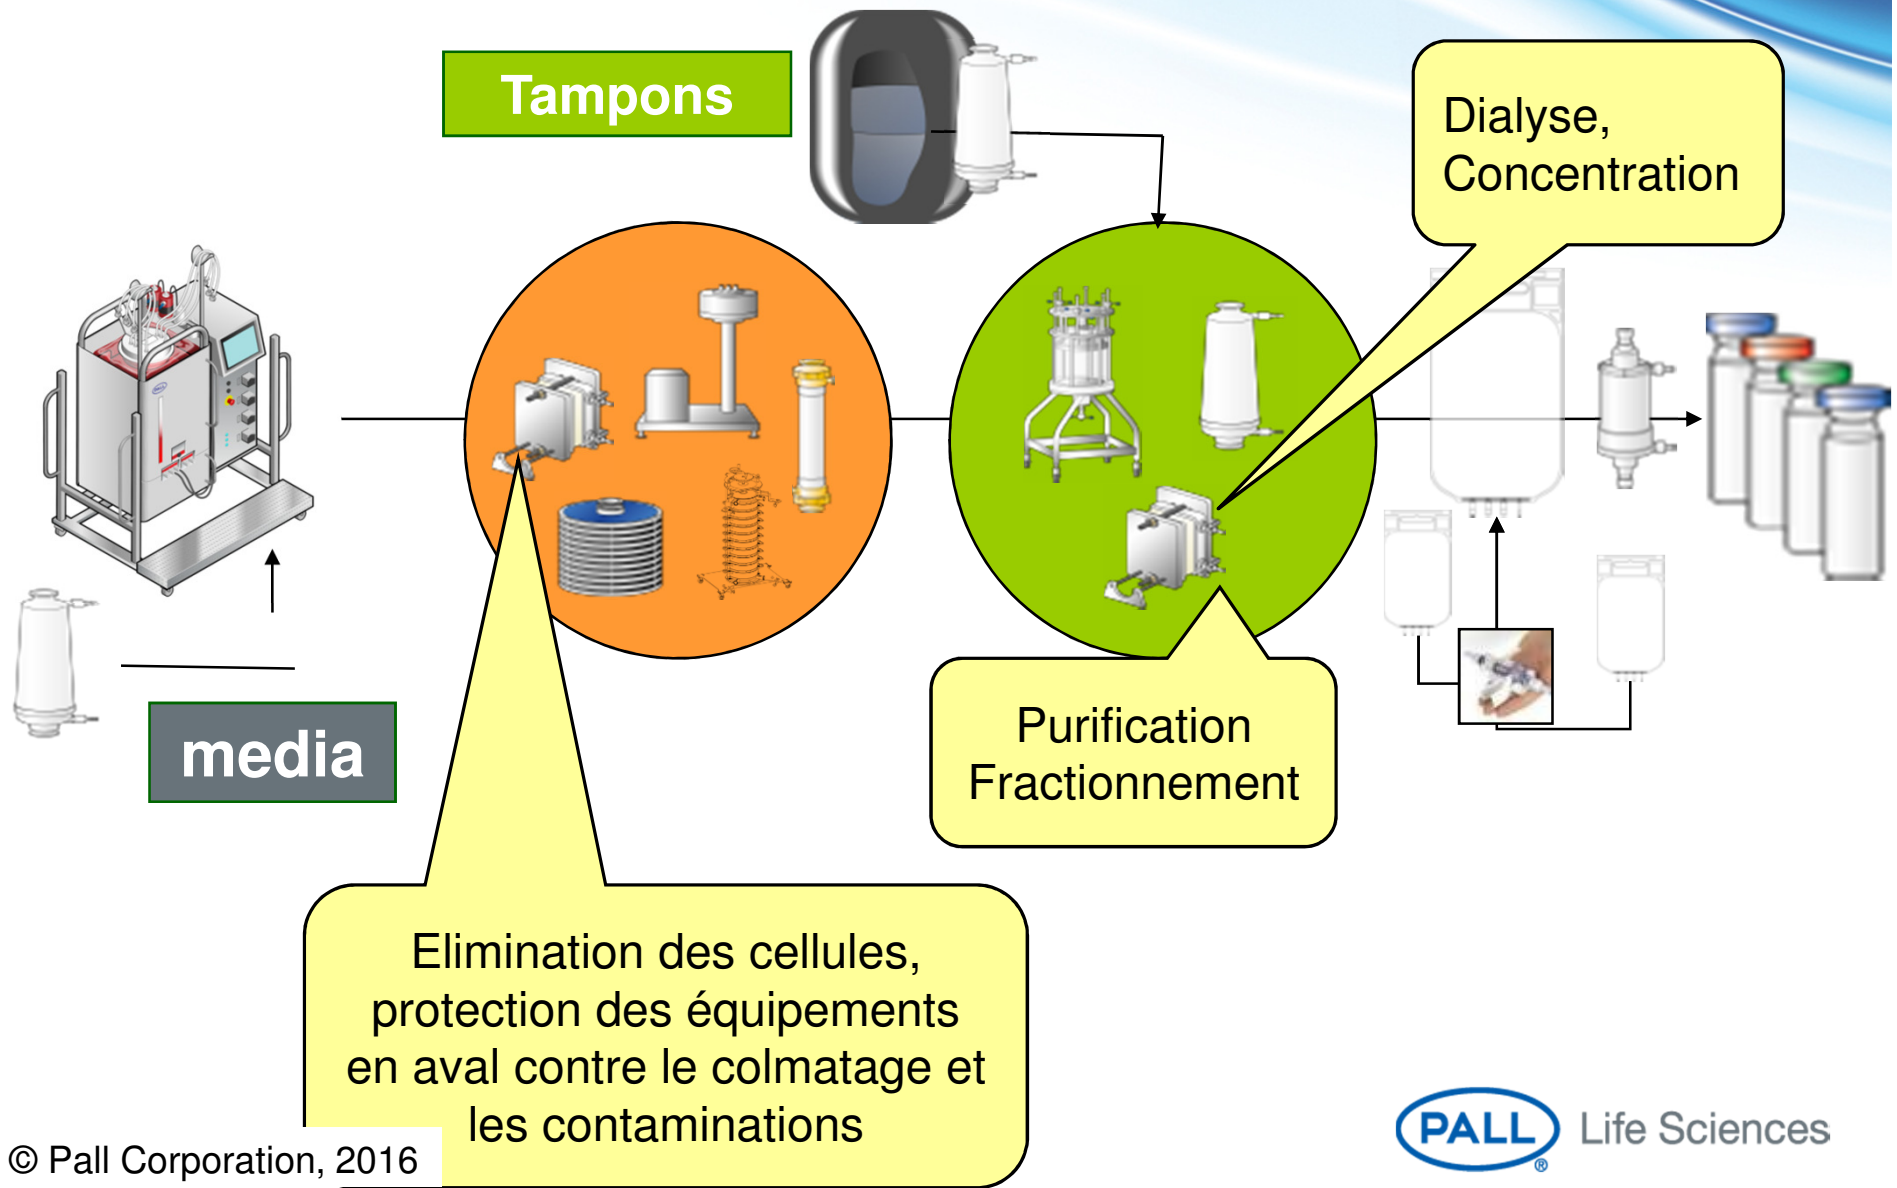 Tampons
Dialyse,
Concentration
media
Purification
Fractionnement
Elimination des cellules,
protection des équipements
en aval contre le colmatage et
les contaminations
© Pall Corporation, 2016
PALL ® Life Sciences